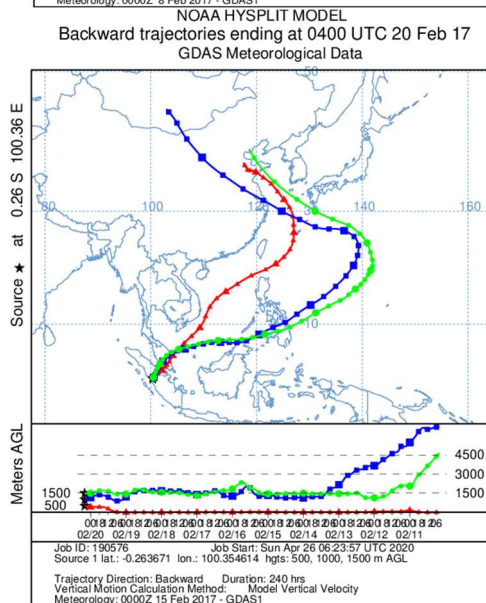 Meteorology: 0000Z 8 Feb 2017 - GDAS1
NOAA HYSPLIT MODEL
Backward trajectories ending at 0400 UTC 20 Feb 17
GDAS Meteorological Data
Source ★ at 0.26 S 100.36 E
50
80
100
120
140
160
10
Meters AGL
1500
500
4500
3000
1500
02/20 02/19 02/18 02/17 02/16 02/15 02/14 02/13 02/12 02/11
Job ID: 190576 Job Start: Sun Apr 26 06:23:57 UTC 2020
Source 1 lat.: -0.263671 lon.: 100.354614 hgts: 500, 1000, 1500 m AGL
Trajectory Direction: Backward Duration: 240 hrs
Vertical Motion Calculation Method: Model Vertical Velocity
Meteorology: 0000Z 15 Feb 2017 - GDAS1